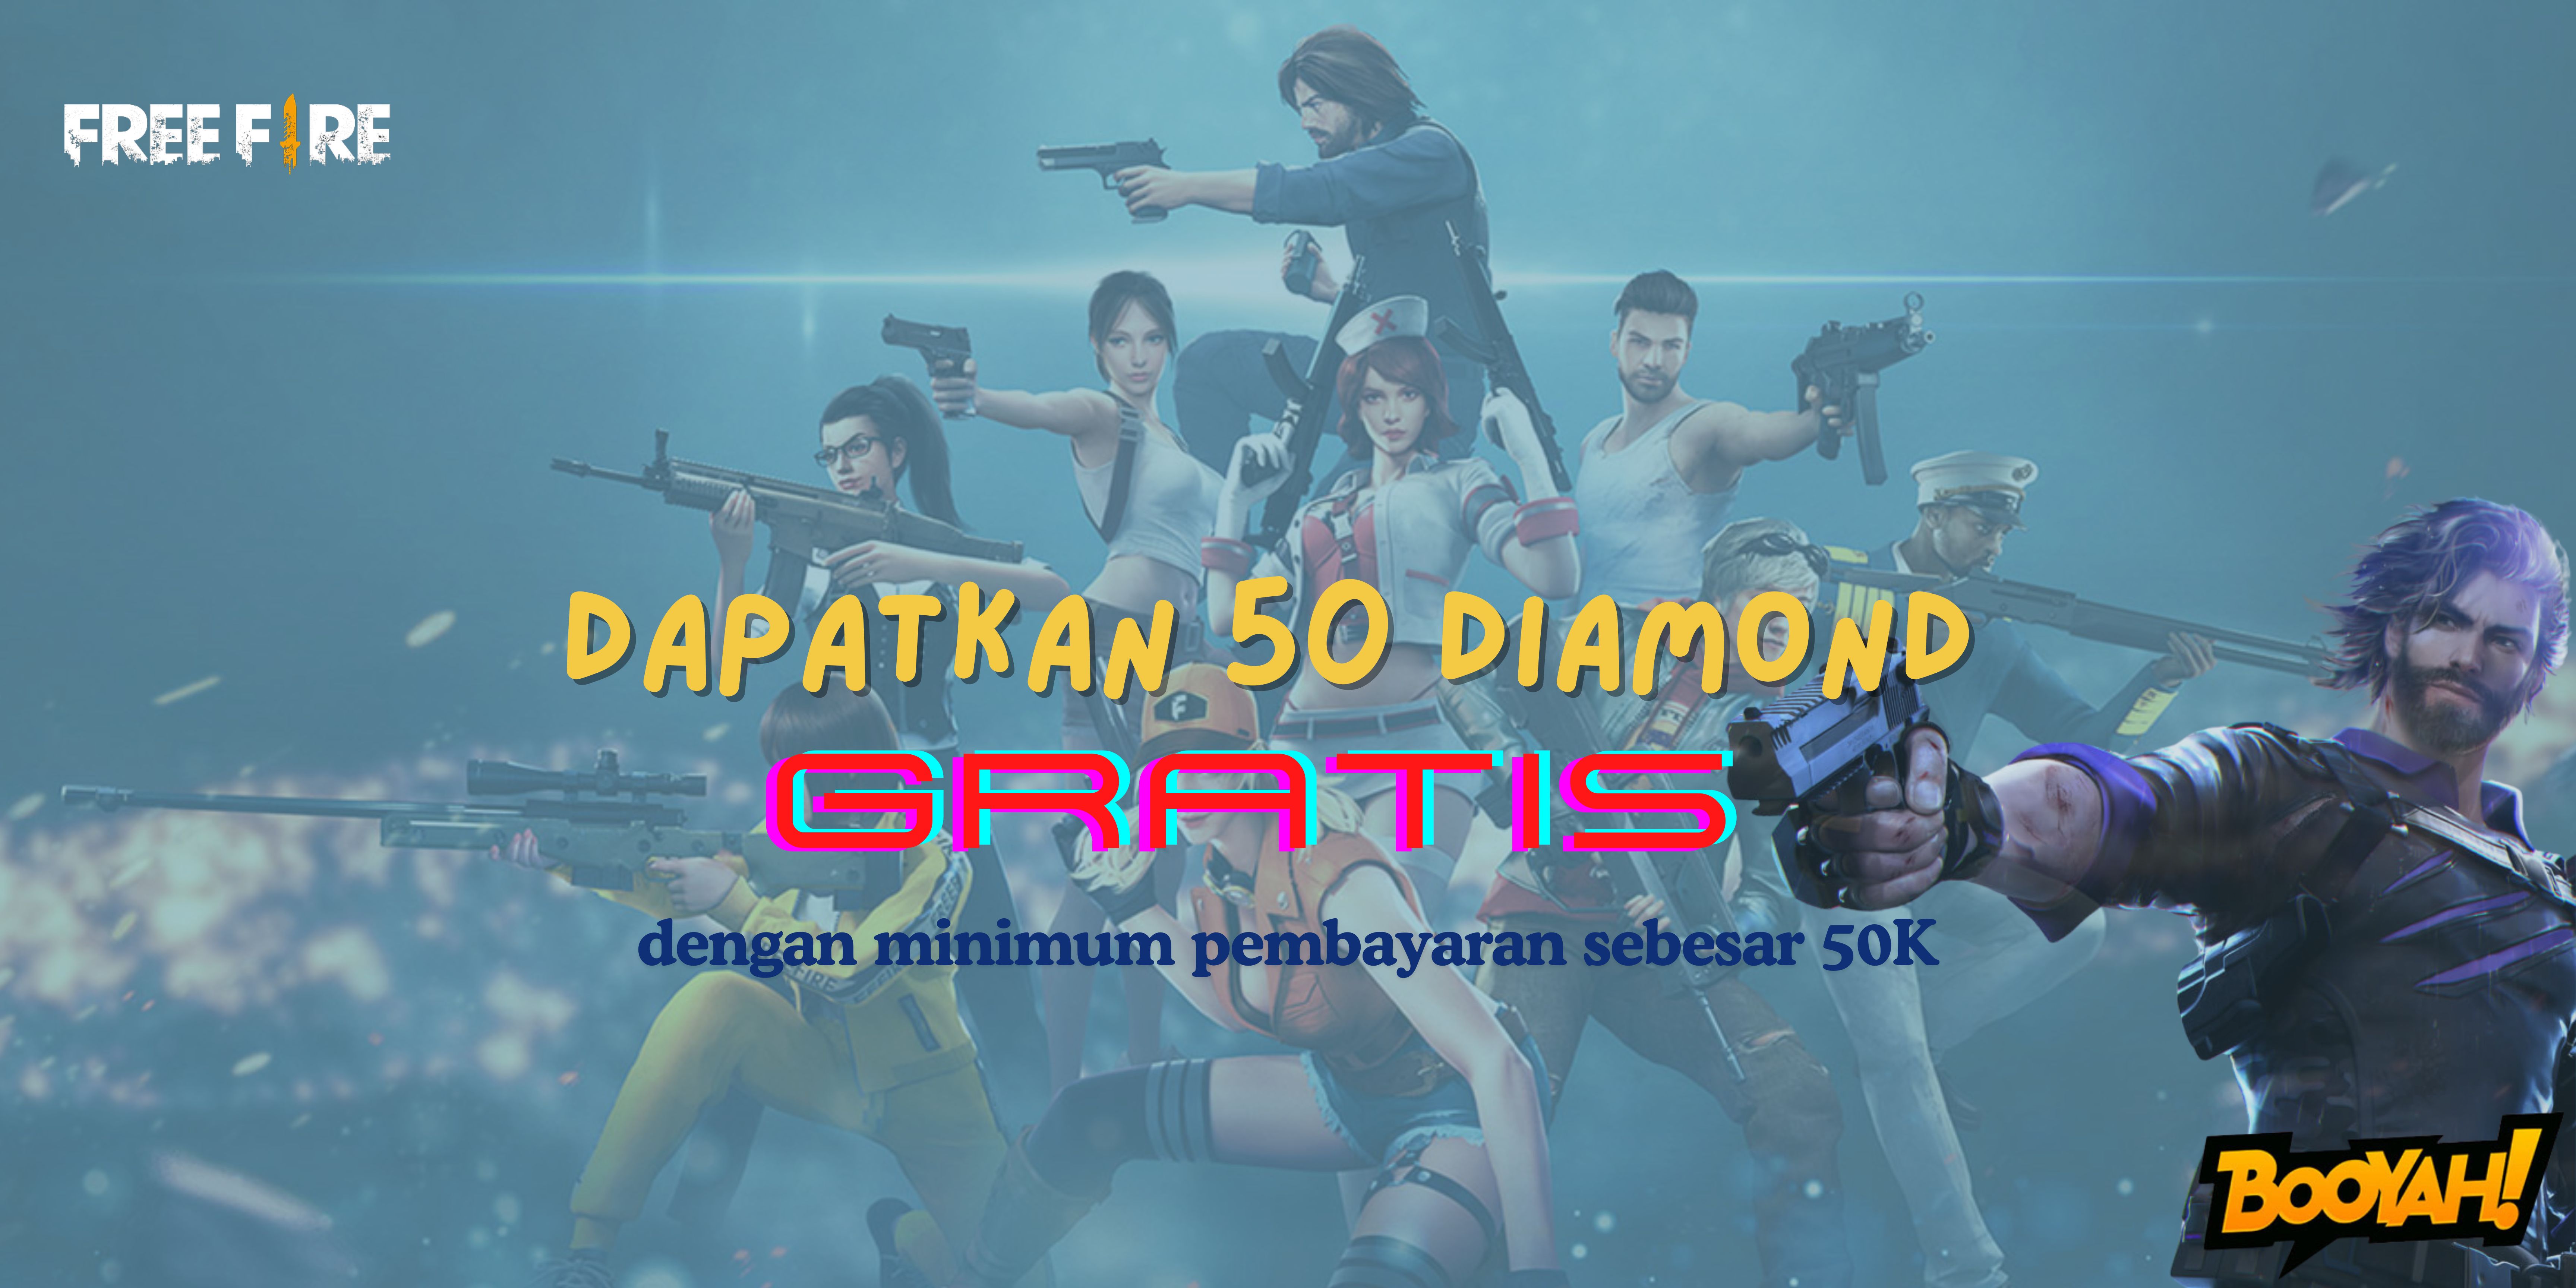 FREE FIRE
DAPATKAN 50 DIAMOND
GRATIS
dengan minimum pembayaran sebesar 50K
BOOYAH!